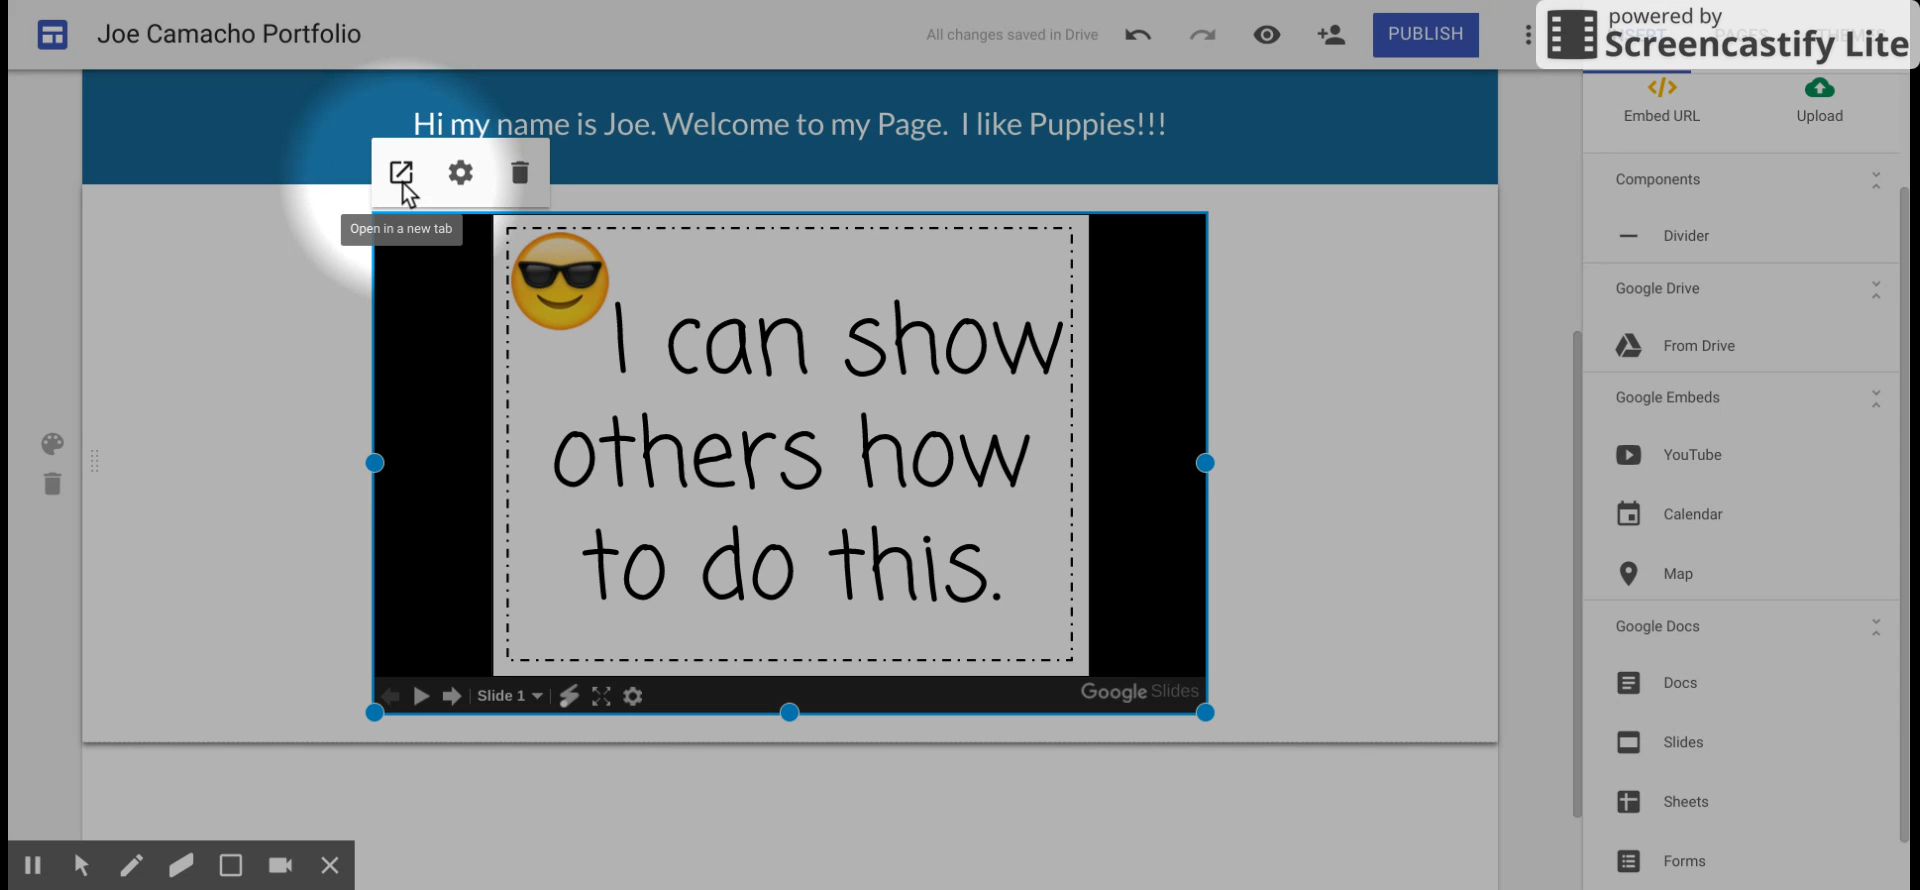 Joe Camacho Portfolio
All changes saved in Drive
PUBLISH
powered by
Screencastify Lite
Hi my name is Joe. Welcome to my Page. I like Puppies!!!
Open in a new tab
I can show
others how
to do this.
Slide 1
Google Slides
Embed URL
Upload
Components
Divider
Google Drive
From Drive
Google Embeds
YouTube
Calendar
Map
Google Docs
Docs
Slides
Sheets
Forms